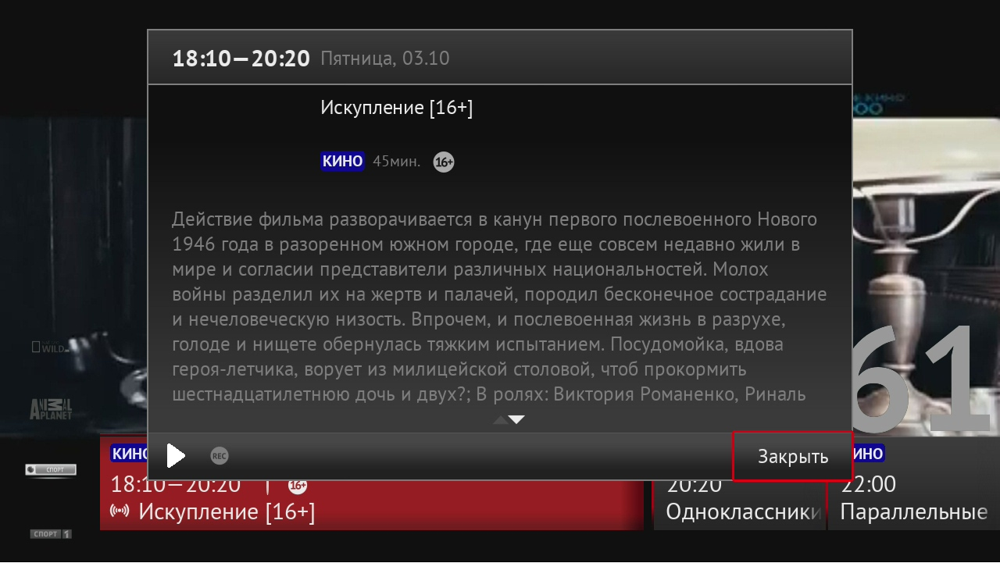 18:10—20:20 Пятница, 03.10
Искупление [16+]
КИНО 45мин. 16+
Действие фильма разворачивается в канун первого послевоенного Нового
1946 года в разоренном южном городе, где еще совсем недавно жили в
мире и согласии представители различных национальностей. Молох
войны разделил их на жертв и палачей, породил бесконечное сострадание
и нечеловеческую низость. Впрочем, и послевоенная жизнь в разрухе,
голоде и нищете обернулась тяжким испытанием. Посудомойка, вдова
героя-летчика, ворует из милицейской столовой, чтоб прокормить
шестнадцатилетнюю дочь и двух?; В ролях: Виктория Романенко, Риналь
REC
Закрыть
61
WILD
ANIMAL
PLANET
СПОРТ
СПОРТ 1
КИНО
18:10—20:20 16+
Искупление [16+]
20:20
Одноклассники
ИНО
22:00
Параллельные